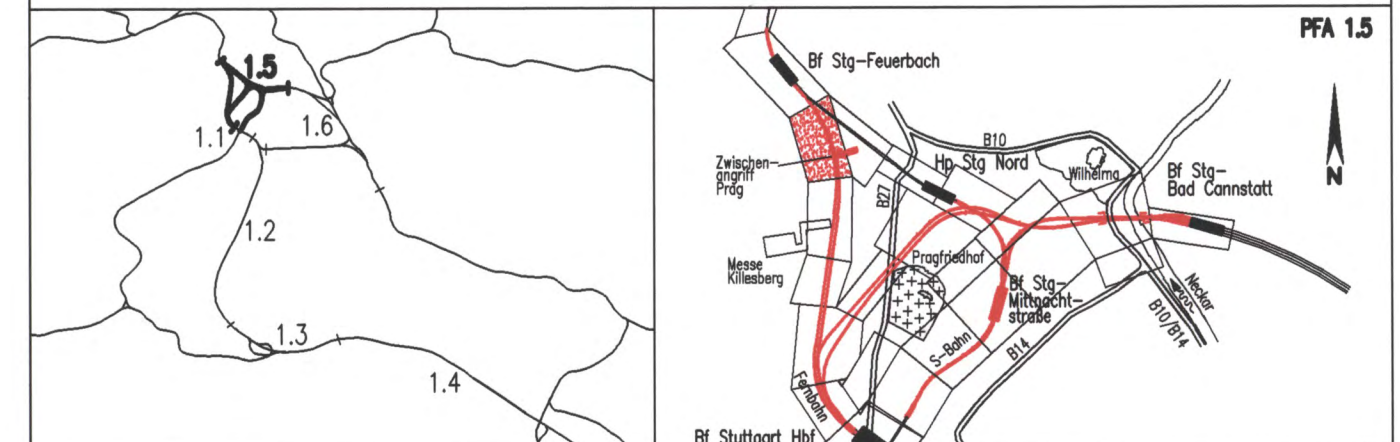 1.5
1.1
1.6
1.2
1.3
1.4
PFA 1.5
Bf Stg-Feuerbach
B10
Zwischen-
angriff
Prag
Hp Stg Nord
Wilhelma
Bf Stg-
Bad Cannstatt
N
B27
Messe
Killesberg
Pragfriedhof
Bf Stg-
Mittnacht-
straße
Neckar
B10/B14
S-Bahn
B14
Fernbahn
Bf Stuttgart Hbf